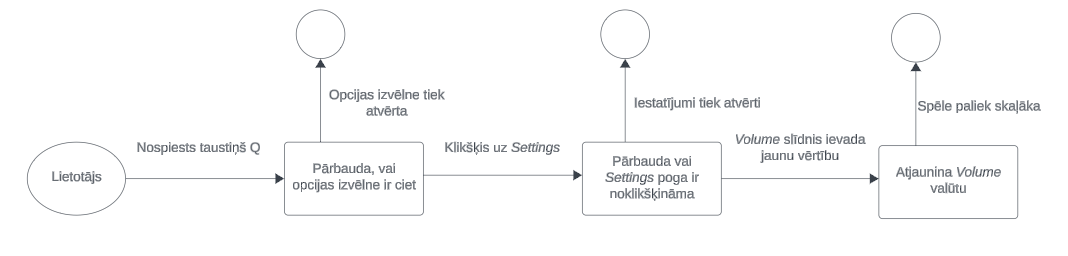 Opcijas izvēlne tiek
atvērta
Iestatījumi tiek atvērti
Spēle paliek skaļāka
Nospiests taustiņš Q
Klikšķis uz Settings
Volume slīdnis ievada
jaunu vērtību
Lietotājs
Pārbauda, vai
opcijas izvēlne ir ciet
Pārbauda vai
Settings poga ir
noklikšķināma
Atjaunina Volume
valūtu